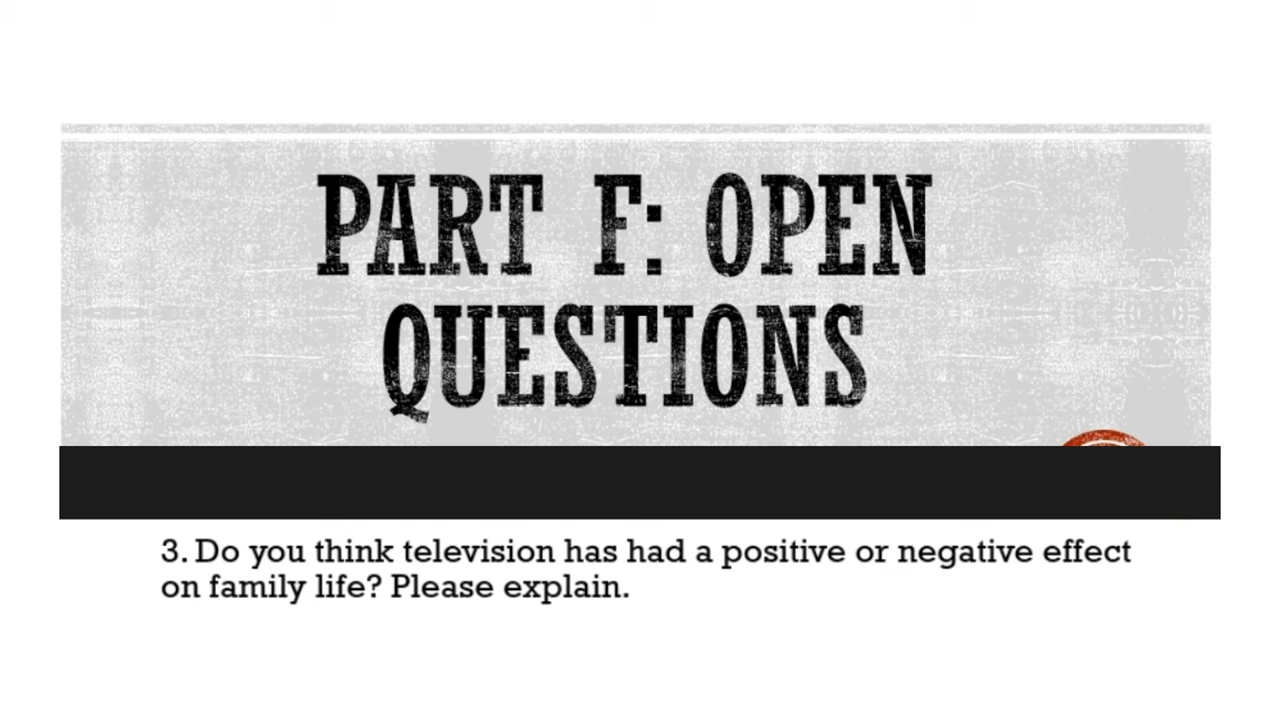 PART F: OPEN
QUESTIONS
3. Do you think television has had a positive or negative effect
on family life? Please explain.